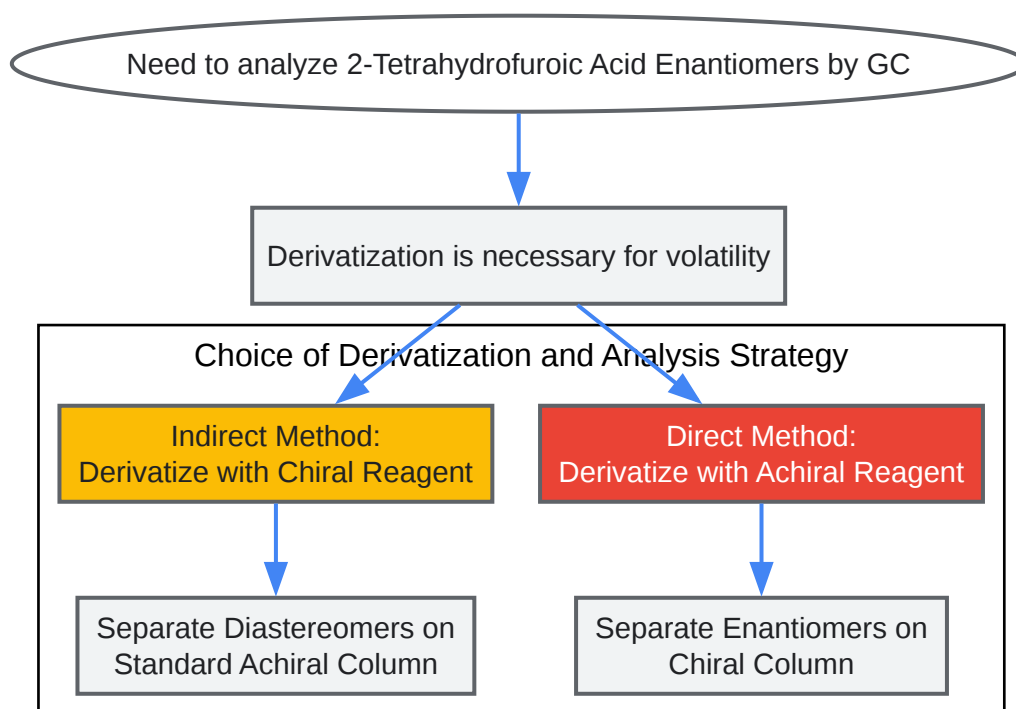 Need to analyze 2-Tetrahydrofuroic Acid Enantiomers by GC
Derivatization is necessary for volatility
Choice of Derivatization and Analysis Strategy
Indirect Method:
Derivatize with Chiral Reagent
Direct Method:
Derivatize with Achiral Reagent
Separate Diastereomers on
Standard Achiral Column
Separate Enantiomers on
Chiral Column